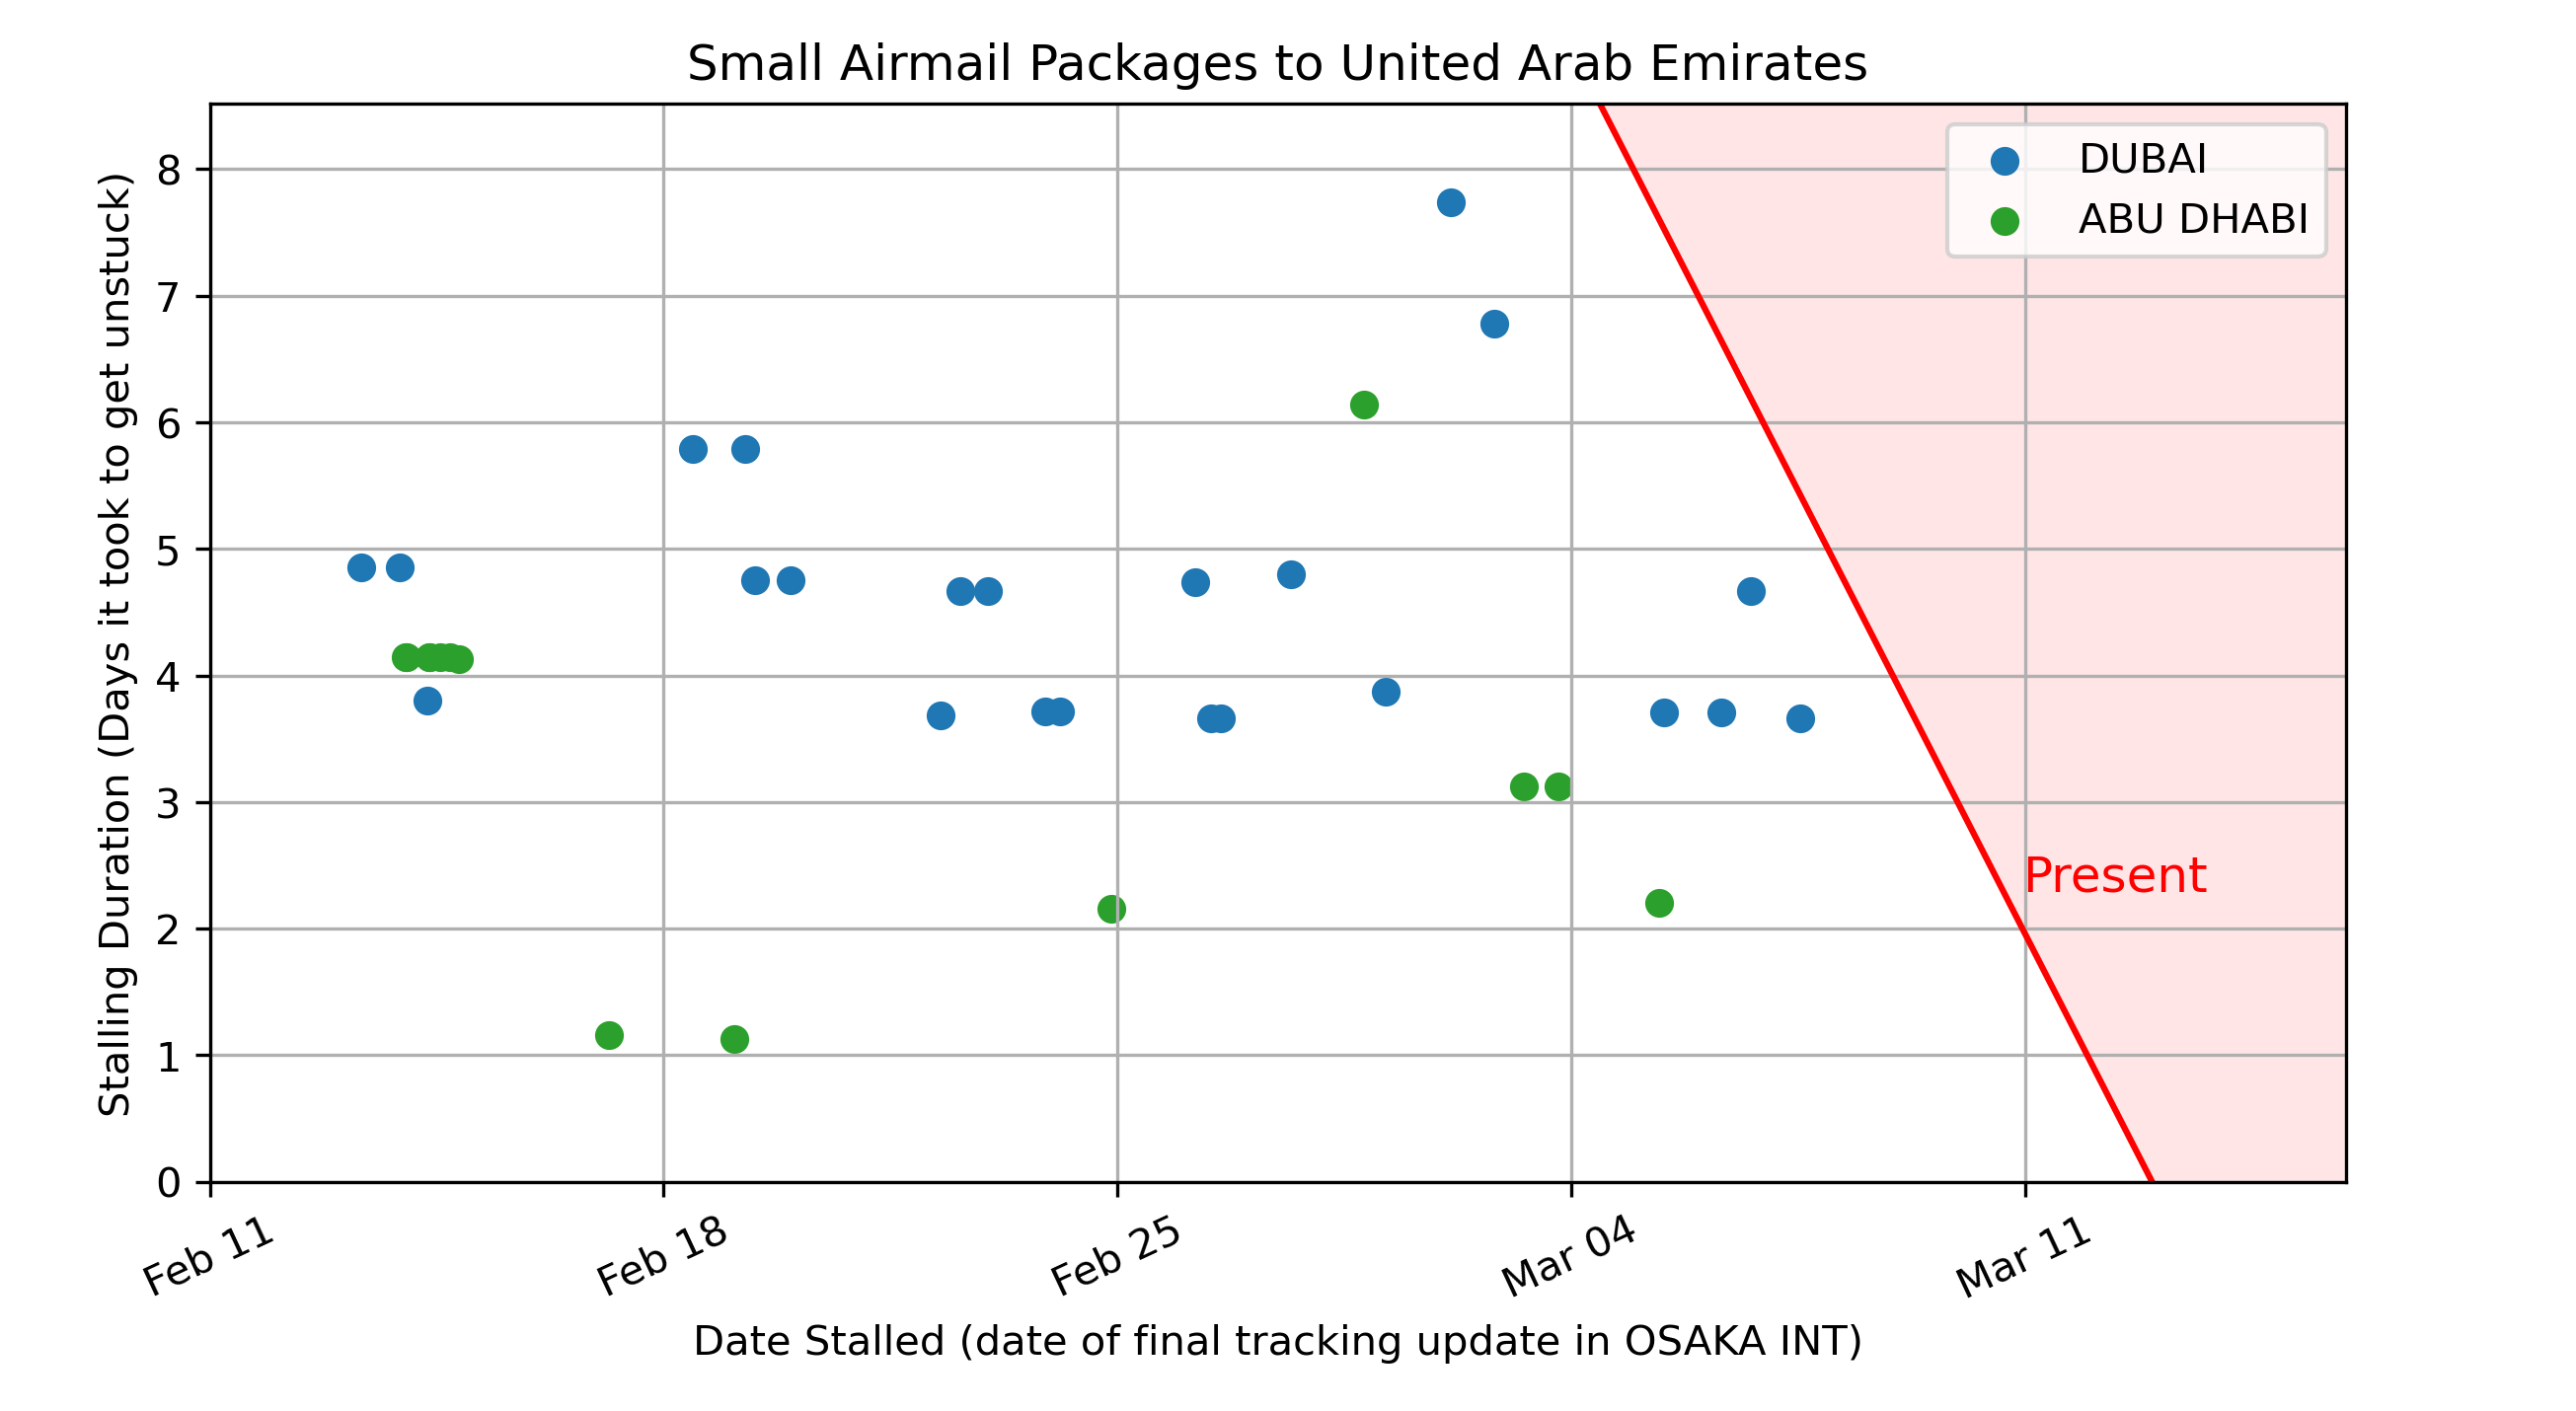 Small Airmail Packages to United Arab Emirates
Stalling Duration (Days it took to get unstuck)
8
7
6
5
4
3
2
1
0
DUBAI
ABU DHABI
Present
Feb 11
Feb 18
Feb 25
Mar 04
Mar 11
Date Stalled (date of final tracking update in OSAKA INT)